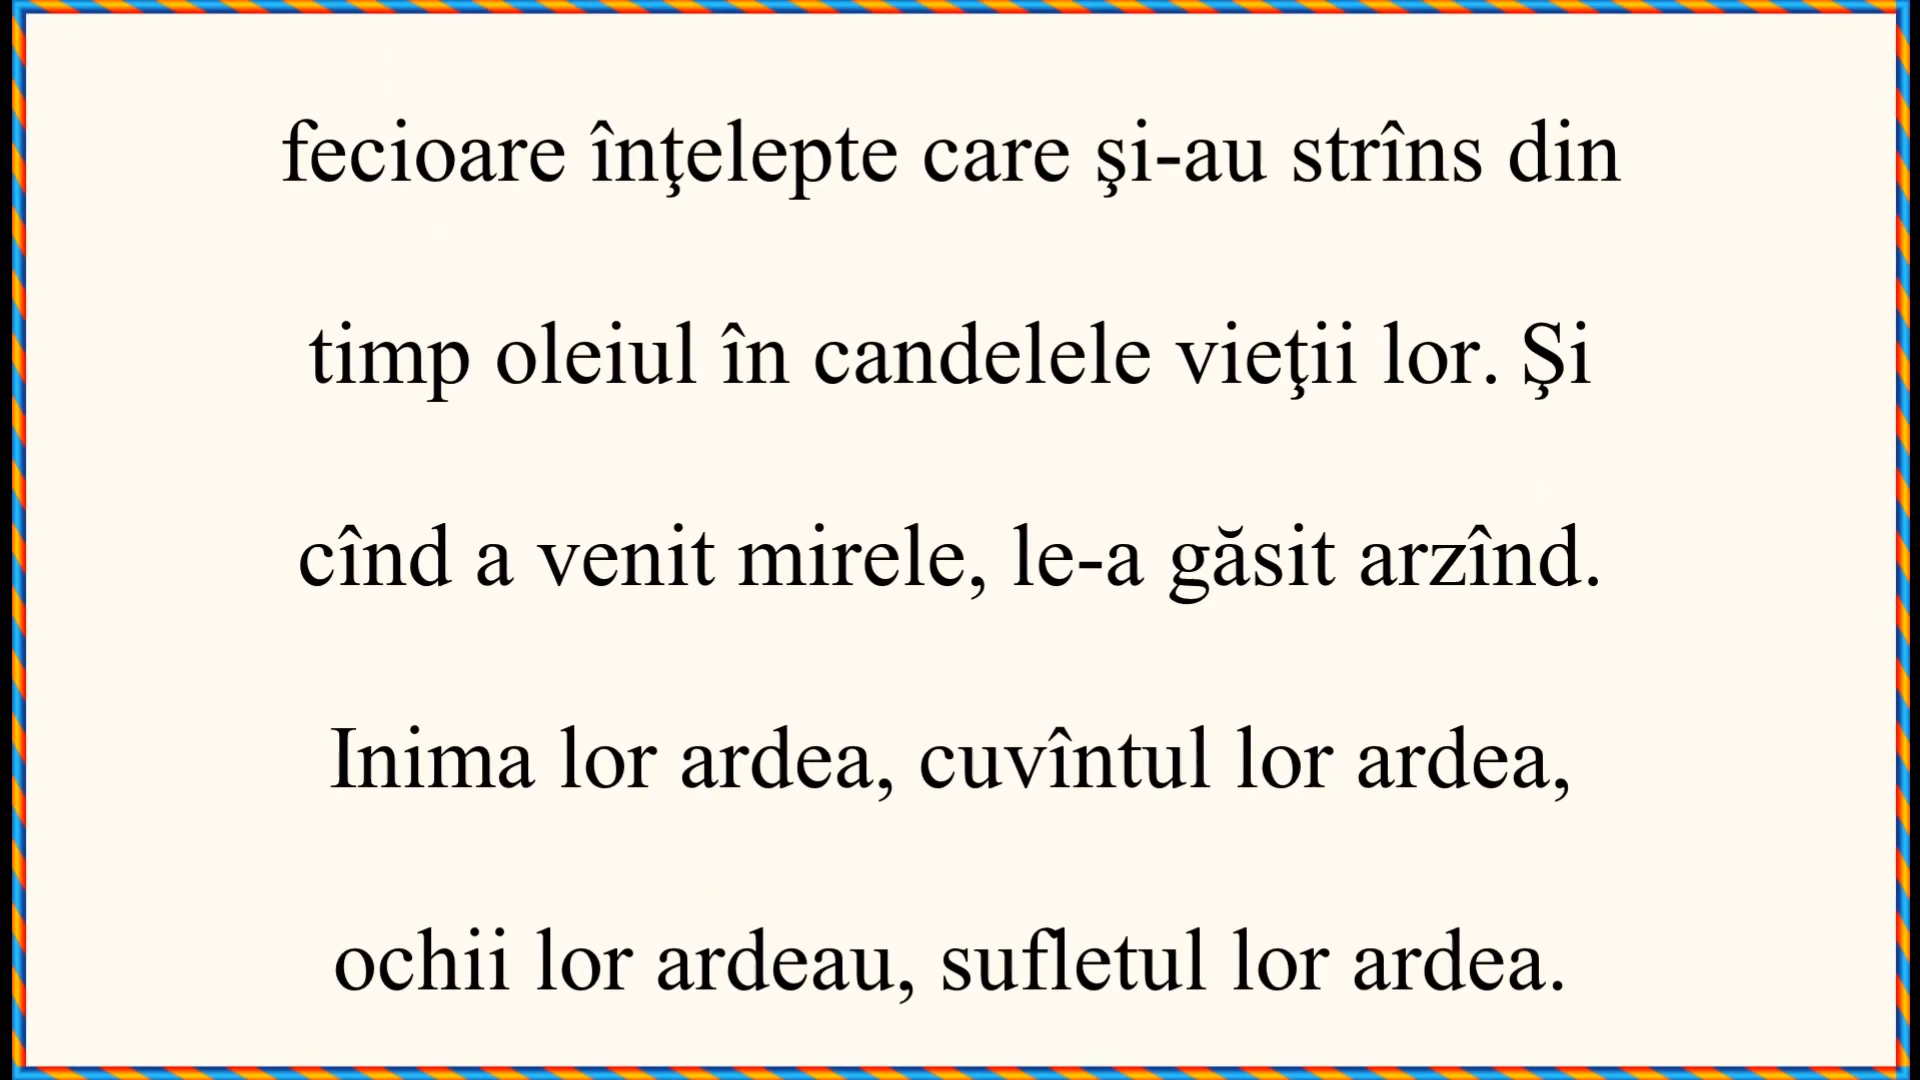 fecioare înţelepte care şi-au strîns din
timp oleiul în candelele vieţii lor. Şi
cînd a venit mirele, le-a găsit arzînd.
Inima lor ardea, cuvîntul lor ardea,
ochii lor ardeau, sufletul lor ardea.